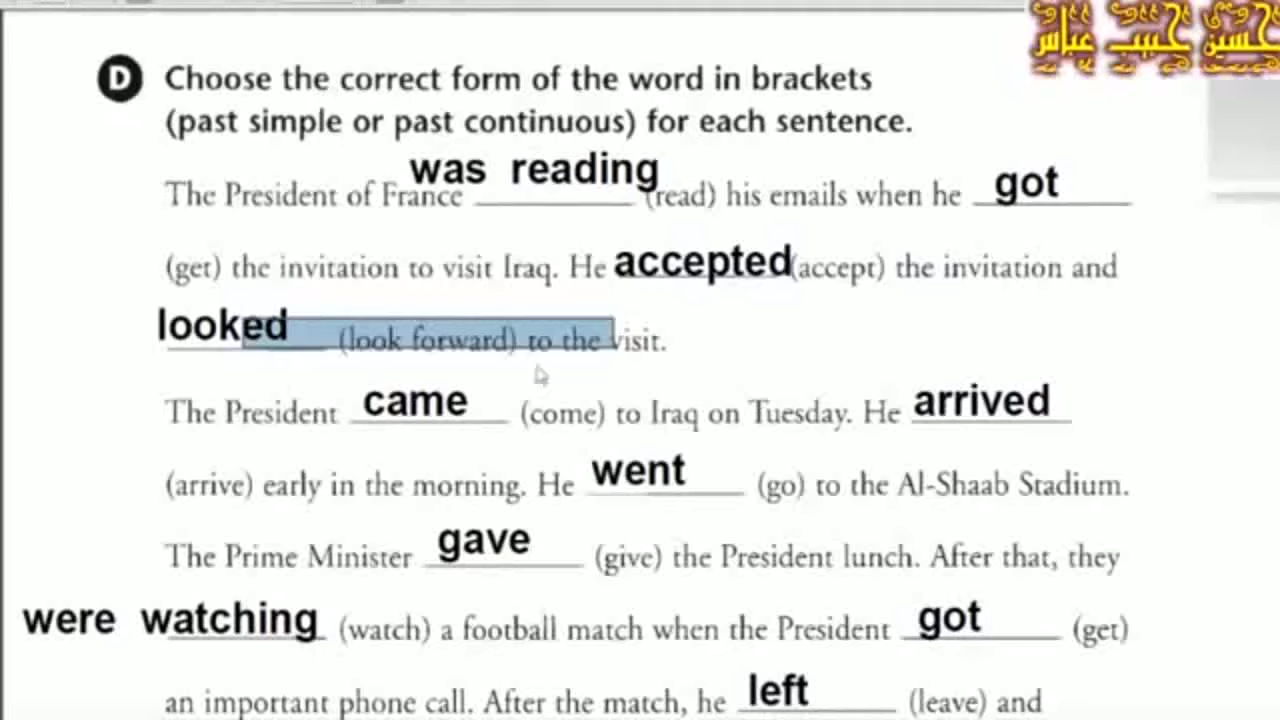 حسين حبيب عباس
D Choose the correct form of the word in brackets
(past simple or past continuous) for each sentence.
The President of France was reading (read) his emails when he got
(get) the invitation to visit Iraq. He accepted (accept) the invitation and
looked (look forward) to the visit.
The President came (come) to Iraq on Tuesday. He arrived
(arrive) early in the morning. He went (go) to the Al-Shaab Stadium.
The Prime Minister gave (give) the President lunch. After that, they
were watching (watch) a football match when the President got (get)
an important phone call. After the match, he left (leave) and